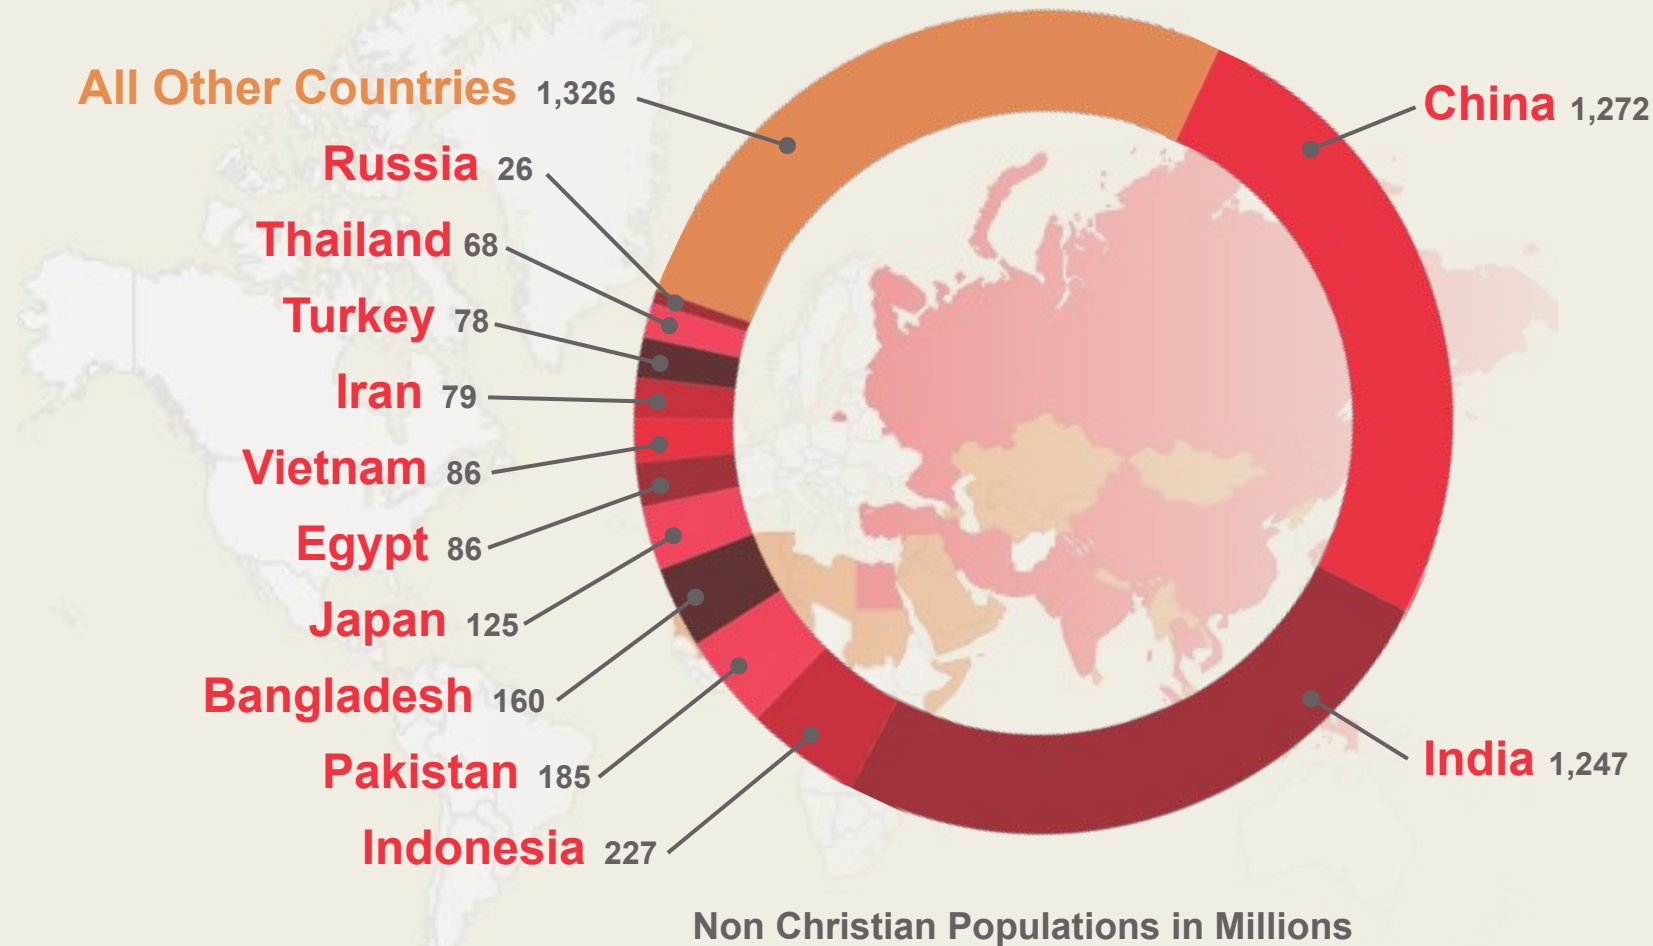 All Other Countries 1,326
Russia 26
Thailand 68
Turkey 78
Iran 79
Vietnam 86
Egypt 86
Japan 125
Bangladesh 160
Pakistan 185
Indonesia 227
China 1,272
India 1,247
Non Christian Populations in Millions